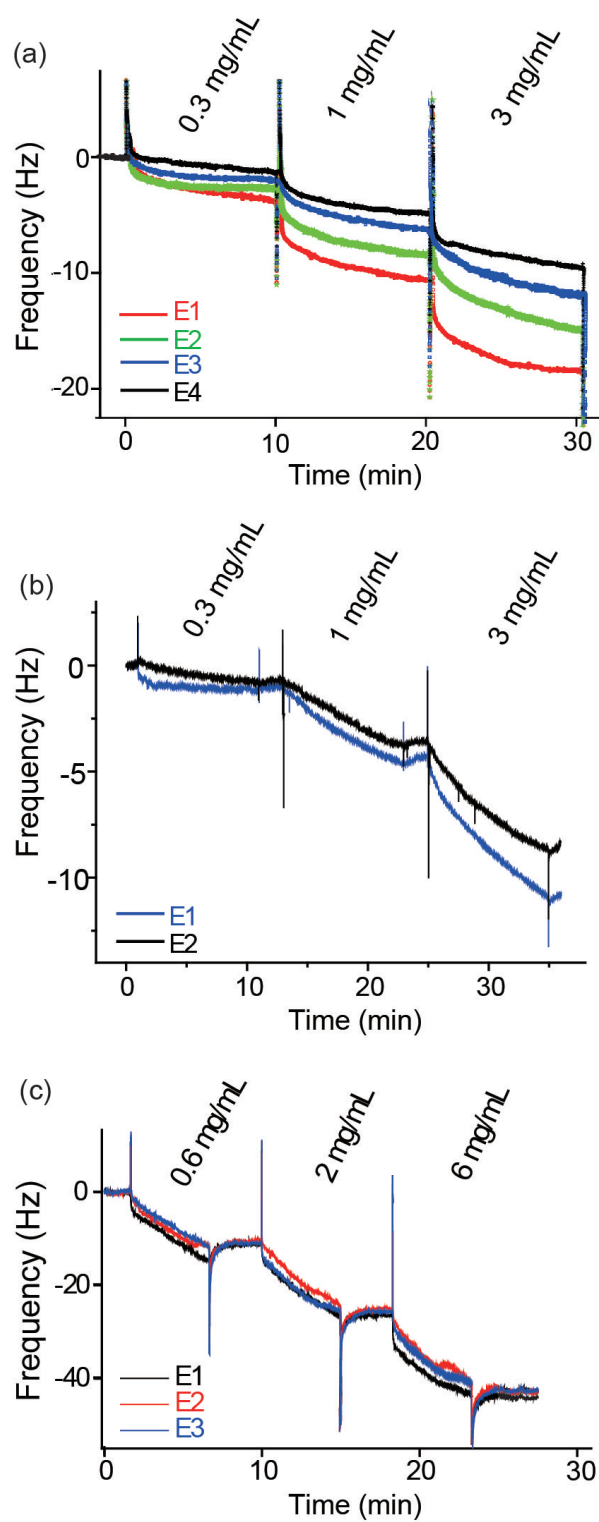 (a)
0.3 mg/mL
1 mg/mL
3 mg/mL
0
-10
-20
Frequency (Hz)
E1
E2
E3
E4
0
10
20
30
Time (min)
(b)
0.3 mg/mL
1 mg/mL
3 mg/mL
0
-5
-10
Frequency (Hz)
E1
E2
0
10
20
30
Time (min)
(c)
0.6 mg/mL
2 mg/mL
6 mg/mL
0
-20
-40
Frequency (Hz)
E1
E2
E3
0
10
20
30
Time (min)